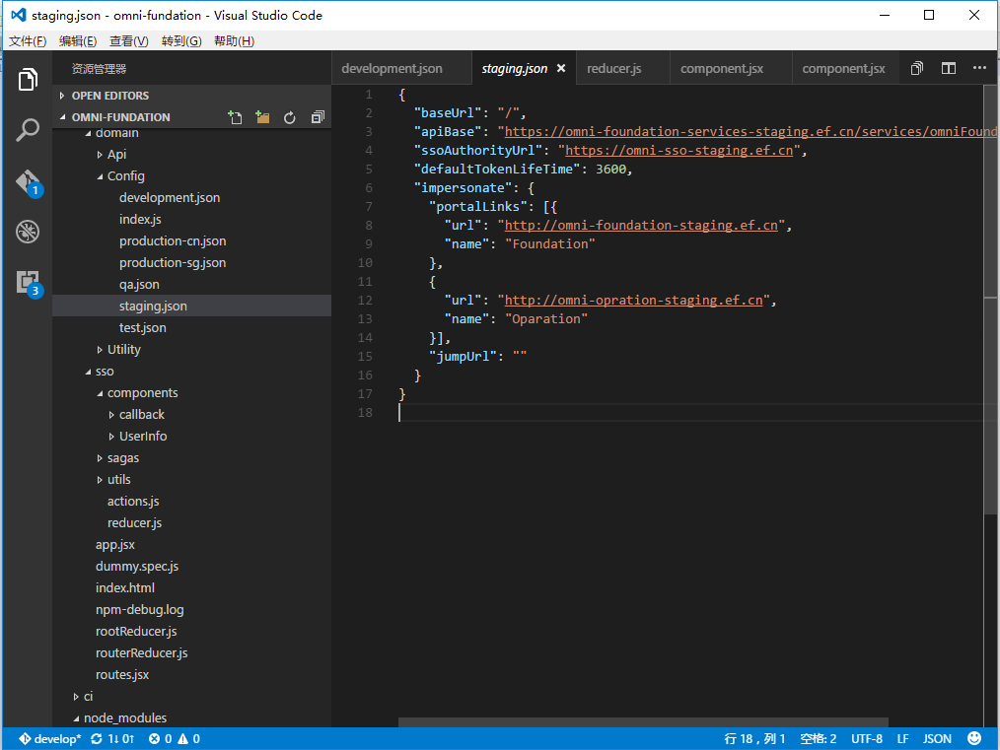 staging.json - omni-fundation - Visual Studio Code
文件(F) 编辑(E) 查看(V) 转到(G) 帮助(H)
资源管理器
development.json staging.json reducer.js component.jsx component.jsx
OPEN EDITORS
OMNI-FUNDATION
domain
Api
Config
development.json
index.js
production-cn.json
production-sg.json
qa.json
staging.json
test.json
Utility
sso
components
callback
UserInfo
sagas
utils
actions.js
reducer.js
app.jsx
dummy.spec.js
index.html
npm-debug.log
rootReducer.js
routerReducer.js
routes.jsx
ci
node_modules
1
3
1 {
2 "baseUrl": "/",
3 "apiBase": "https://omni-foundation-services-staging.ef.cn/services/omniFound
4 "ssoAuthorityUrl": "https://omni-sso-staging.ef.cn",
5 "defaultTokenLifeTime": 3600,
6 "impersonate": {
7 "portalLinks": [{
8 "url": "http://omni-foundation-staging.ef.cn",
9 "name": "Foundation"
10 },
11 {
12 "url": "http://omni-opration-staging.ef.cn",
13 "name": "Oparation"
14 }],
15 "jumpUrl": ""
16 }
17 }
18
develop* 1↓ 0↑ 0 0 行 18，列 1 空格: 2 UTF-8 LF JSON